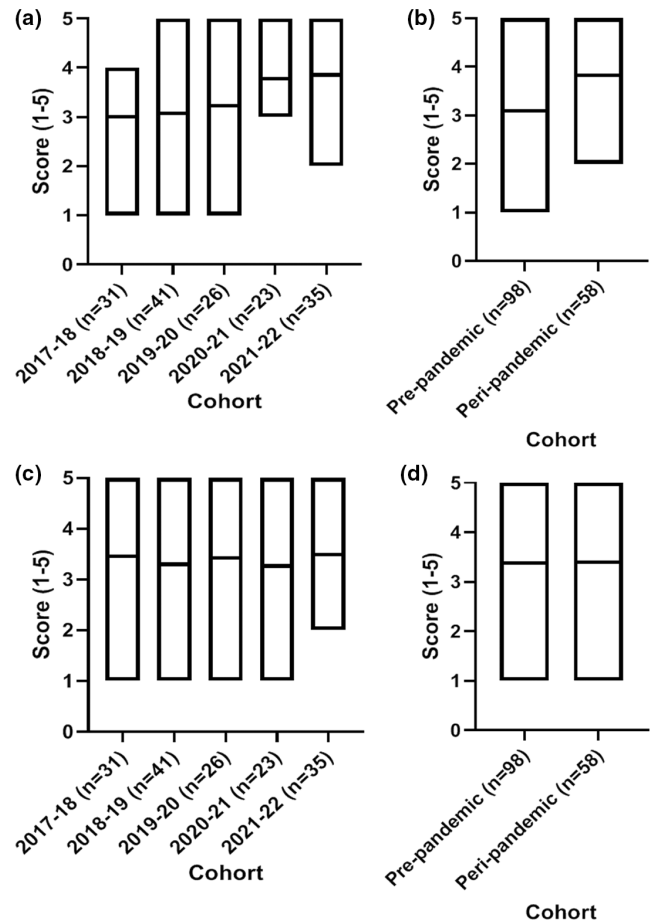 (a)
Score (1-5)
5
4
3
2
1
0
2017-18 (n=31)
2018-19 (n=41)
2019-20 (n=26)
2020-21 (n=23)
2021-22 (n=35)
Cohort
(b)
Score (1-5)
5
4
3
2
1
0
Pre-pandemic (n=98)
Peri-pandemic (n=58)
Cohort
(c)
Score (1-5)
5
4
3
2
1
0
2017-18 (n=31)
2018-19 (n=41)
2019-20 (n=26)
2020-21 (n=23)
2021-22 (n=35)
Cohort
(d)
Score (1-5)
5
4
3
2
1
0
Pre-pandemic (n=98)
Peri-pandemic (n=58)
Cohort